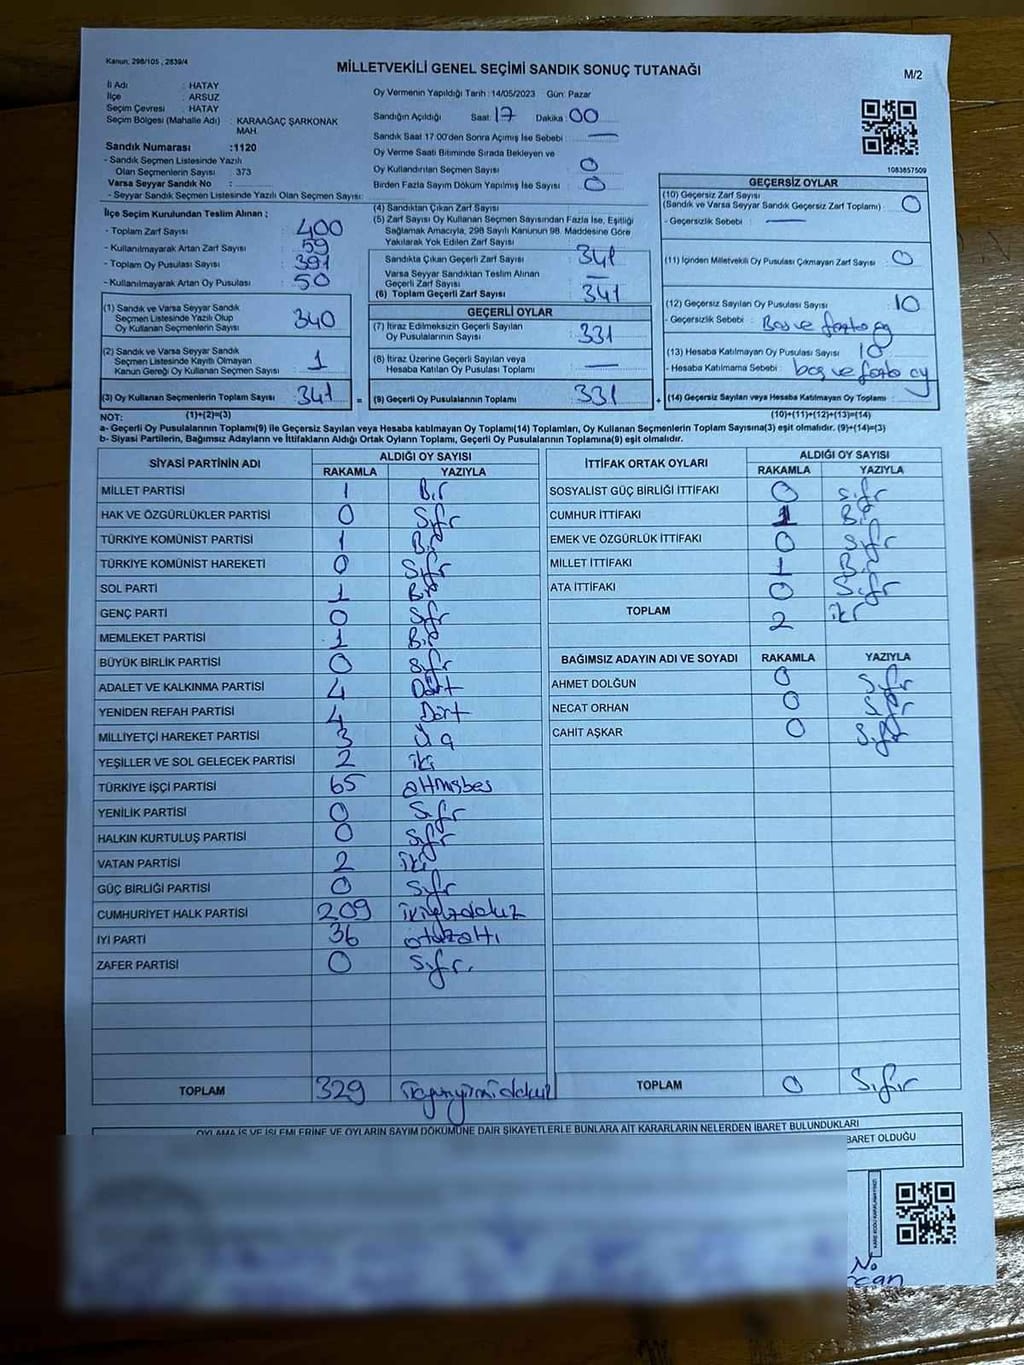 Kanun, 298/105 , 2839/4
MİLLETVEKİLİ GENEL SEÇİMİ SANDIK SONUÇ TUTANAĞI
M/2
İli Adı : HATAY
İlçe : ARSUZ
Seçim Çevresi : HATAY
Seçim Bölgesi (Mahalle Adı) : KARAAĞAÇ ŞARKONAK MAH.
Sandık Numarası :1120
- Sandık Seçmen Listesinde Yazılı
Olan Seçmenlerin Sayısı : 373
Varsa Seyyar Sandık No :
- Seyyar Sandık Seçmen Listesinde Yazılı Olan Seçmen Sayısı:
Oy Vermenin Yapıldığı Tarih : 14/05/2023 Gün: Pazar
Sandığın Açıldığı Saat : 17 Dakika : 00
Sandık Saat 17.00'den Sonra Açılmış İse Sebebi : —
Oy Verme Saati Bitiminde Sırada Bekleyen ve
Oy Kullandırılan Seçmen Sayısı : 0
Birden Fazla Sayım Döküm Yapılmış İse Sayısı : 0
1083857509
İlçe Seçim Kurulundan Teslim Alınan ;
- Toplam Zarf Sayısı : 400
- Kullanılmayarak Artan Zarf Sayısı : 59
- Toplam Oy Pusulası Sayısı : 391
- Kullanılmayarak Artan Oy Pusulası : 50
(1) Sandık ve Varsa Seyyar Sandık
Seçmen Listesinde Yazılı Olup
Oy Kullanan Seçmenlerin Sayısı : 340
(2) Sandık ve Varsa Seyyar Sandık
Seçmen Listesinde Kayıtlı Olmayan
Kanun Gereği Oy Kullanan Seçmen Sayısı : 1
(3) Oy Kullanan Seçmenlerin Toplam Sayısı : 341
(4) Sandıktan Çıkan Zarf Sayısı :
(5) Zarf Sayısı Oy Kullanan Seçmen Sayısından Fazla İse, Eşitliği
Sağlamak Amacıyla, 298 Sayılı Kanunun 98. Maddesine Göre
Yakılarak Yok Edilen Zarf Sayısı :
Sandıkta Çıkan Geçerli Zarf Sayısı : 341
Varsa Seyyar Sandıktan Teslim Alınan
Geçerli Zarf Sayısı : —
(6) Toplam Geçerli Zarf Sayısı : 341
GEÇERLİ OYLAR
(7) İtiraz Edilmeksizin Geçerli Sayılan
Oy Pusulalarının Sayısı : 331
(8) İtiraz Üzerine Geçerli Sayılan veya
Hesaba Katılan Oy Pusulası Toplamı : —
= (9) Geçerli Oy Pusulalarının Toplamı : 331
GEÇERSİZ OYLAR
(10) Geçersiz Zarf Sayısı
(Sandık ve Varsa Seyyar Sandık Geçersiz Zarf Toplamı) : 0
- Geçersizlik Sebebi : —
(11) İçinden Milletvekili Oy Pusulası Çıkmayan Zarf Sayısı : 0
(12) Geçersiz Sayılan Oy Pusulası Sayısı : 10
- Geçersizlik Sebebi : Boş ve fazla oy
(13) Hesaba Katılmayan Oy Pusulası Sayısı : 10
- Hesaba Katılmama Sebebi : boş ve fazla oy
+ (14) Geçersiz Sayılan veya Hesaba Katılmayan Oy Toplamı :
NOT: (1)+(2)=(3) (10)+(11)+(12)+(13)=(14)
a- Geçerli Oy Pusulalarının Toplamı(9) ile Geçersiz Sayılan veya Hesaba katılmayan Oy Toplamı(14) Toplamları, Oy Kullanan Seçmenlerin Toplam Sayısına(3) eşit olmalıdır. (9)+(14)=(3)
b- Siyasi Partilerin, Bağımsız Adayların ve İttifakların Aldığı Ortak Oyların Toplamı, Geçerli Oy Pusulalarının Toplamına(9) eşit olmalıdır.
SİYASİ PARTİNİN ADI ALDIĞI OY SAYISI
RAKAMLA YAZIYLA
MİLLET PARTİSİ 1 Bir
HAK VE ÖZGÜRLÜKLER PARTİSİ 0 Sıfır
TÜRKİYE KOMÜNİST PARTİSİ 1 Bir
TÜRKİYE KOMÜNİST HAREKETİ 0 Sıfır
SOL PARTİ 1 Bir
GENÇ PARTİ 0 Sıfır
MEMLEKET PARTİSİ 1 Bir
BÜYÜK BİRLİK PARTİSİ 0 Sıfır
ADALET VE KALKINMA PARTİSİ 4 Dört
YENİDEN REFAH PARTİSİ 4 Dört
MİLLİYETÇİ HAREKET PARTİSİ 3 Üç
YEŞİLLER VE SOL GELECEK PARTİSİ 2 iki
TÜRKİYE İŞÇİ PARTİSİ 65 altmışbeş
YENİLİK PARTİSİ 0 Sıfır
HALKIN KURTULUŞ PARTİSİ 0 Sıfır
VATAN PARTİSİ 2 iki
GÜÇ BİRLİĞİ PARTİSİ 0 Sıfır
CUMHURİYET HALK PARTİSİ 209 ikiyüzdokuz
İYİ PARTİ 36 otuzaltı
ZAFER PARTİSİ 0 Sıfır.
TOPLAM 329 üçyüzyirmidokuz
İTTİFAK ORTAK OYLARI ALDIĞI OY SAYISI
RAKAMLA YAZIYLA
SOSYALİST GÜÇ BİRLİĞİ İTTİFAKI 0 Sıfır
CUMHUR İTTİFAKI 1 Bir
EMEK VE ÖZGÜRLÜK İTTİFAKI 0 Sıfır
MİLLET İTTİFAKI 1 Bir
ATA İTTİFAKI 0 Sıfır
TOPLAM 2 iki
BAĞIMSIZ ADAYIN ADI VE SOYADI RAKAMLA YAZIYLA
AHMET DOLĞUN 0 Sıfır
NECAT ORHAN 0 Sıfır
CAHİT AŞKAR 0 Sıfır
TOPLAM 0 Sıfır
OYLAMA İŞ VE İŞLEMLERİNE VE OYLARIN SAYIM DÖKÜMÜNE DAİR ŞİKAYETLERLE BUNLARA AİT KARARLARIN NELERDEN İBARET BULUNDUKLARI
BARET OLDUĞU
No
rcan